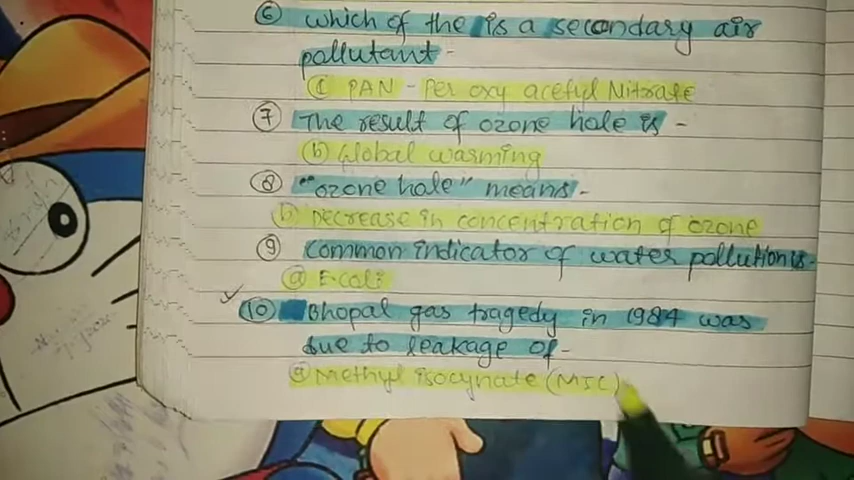 ⑥ which of the is a secondary air
pollutant -
ⓒ PAN - Per oxy acetyl Nitrate
⑦ The result of ozone hole is -
ⓑ Global warming
⑧ "ozone hole" means -
ⓑ Decrease in concentration of ozone
⑨ Common indicator of water pollution is -
ⓐ E-coli
✓ ⑩ Bhopal gas tragedy in 1984 was
due to leakage of -
ⓐ Methyl isocynate (MIC)